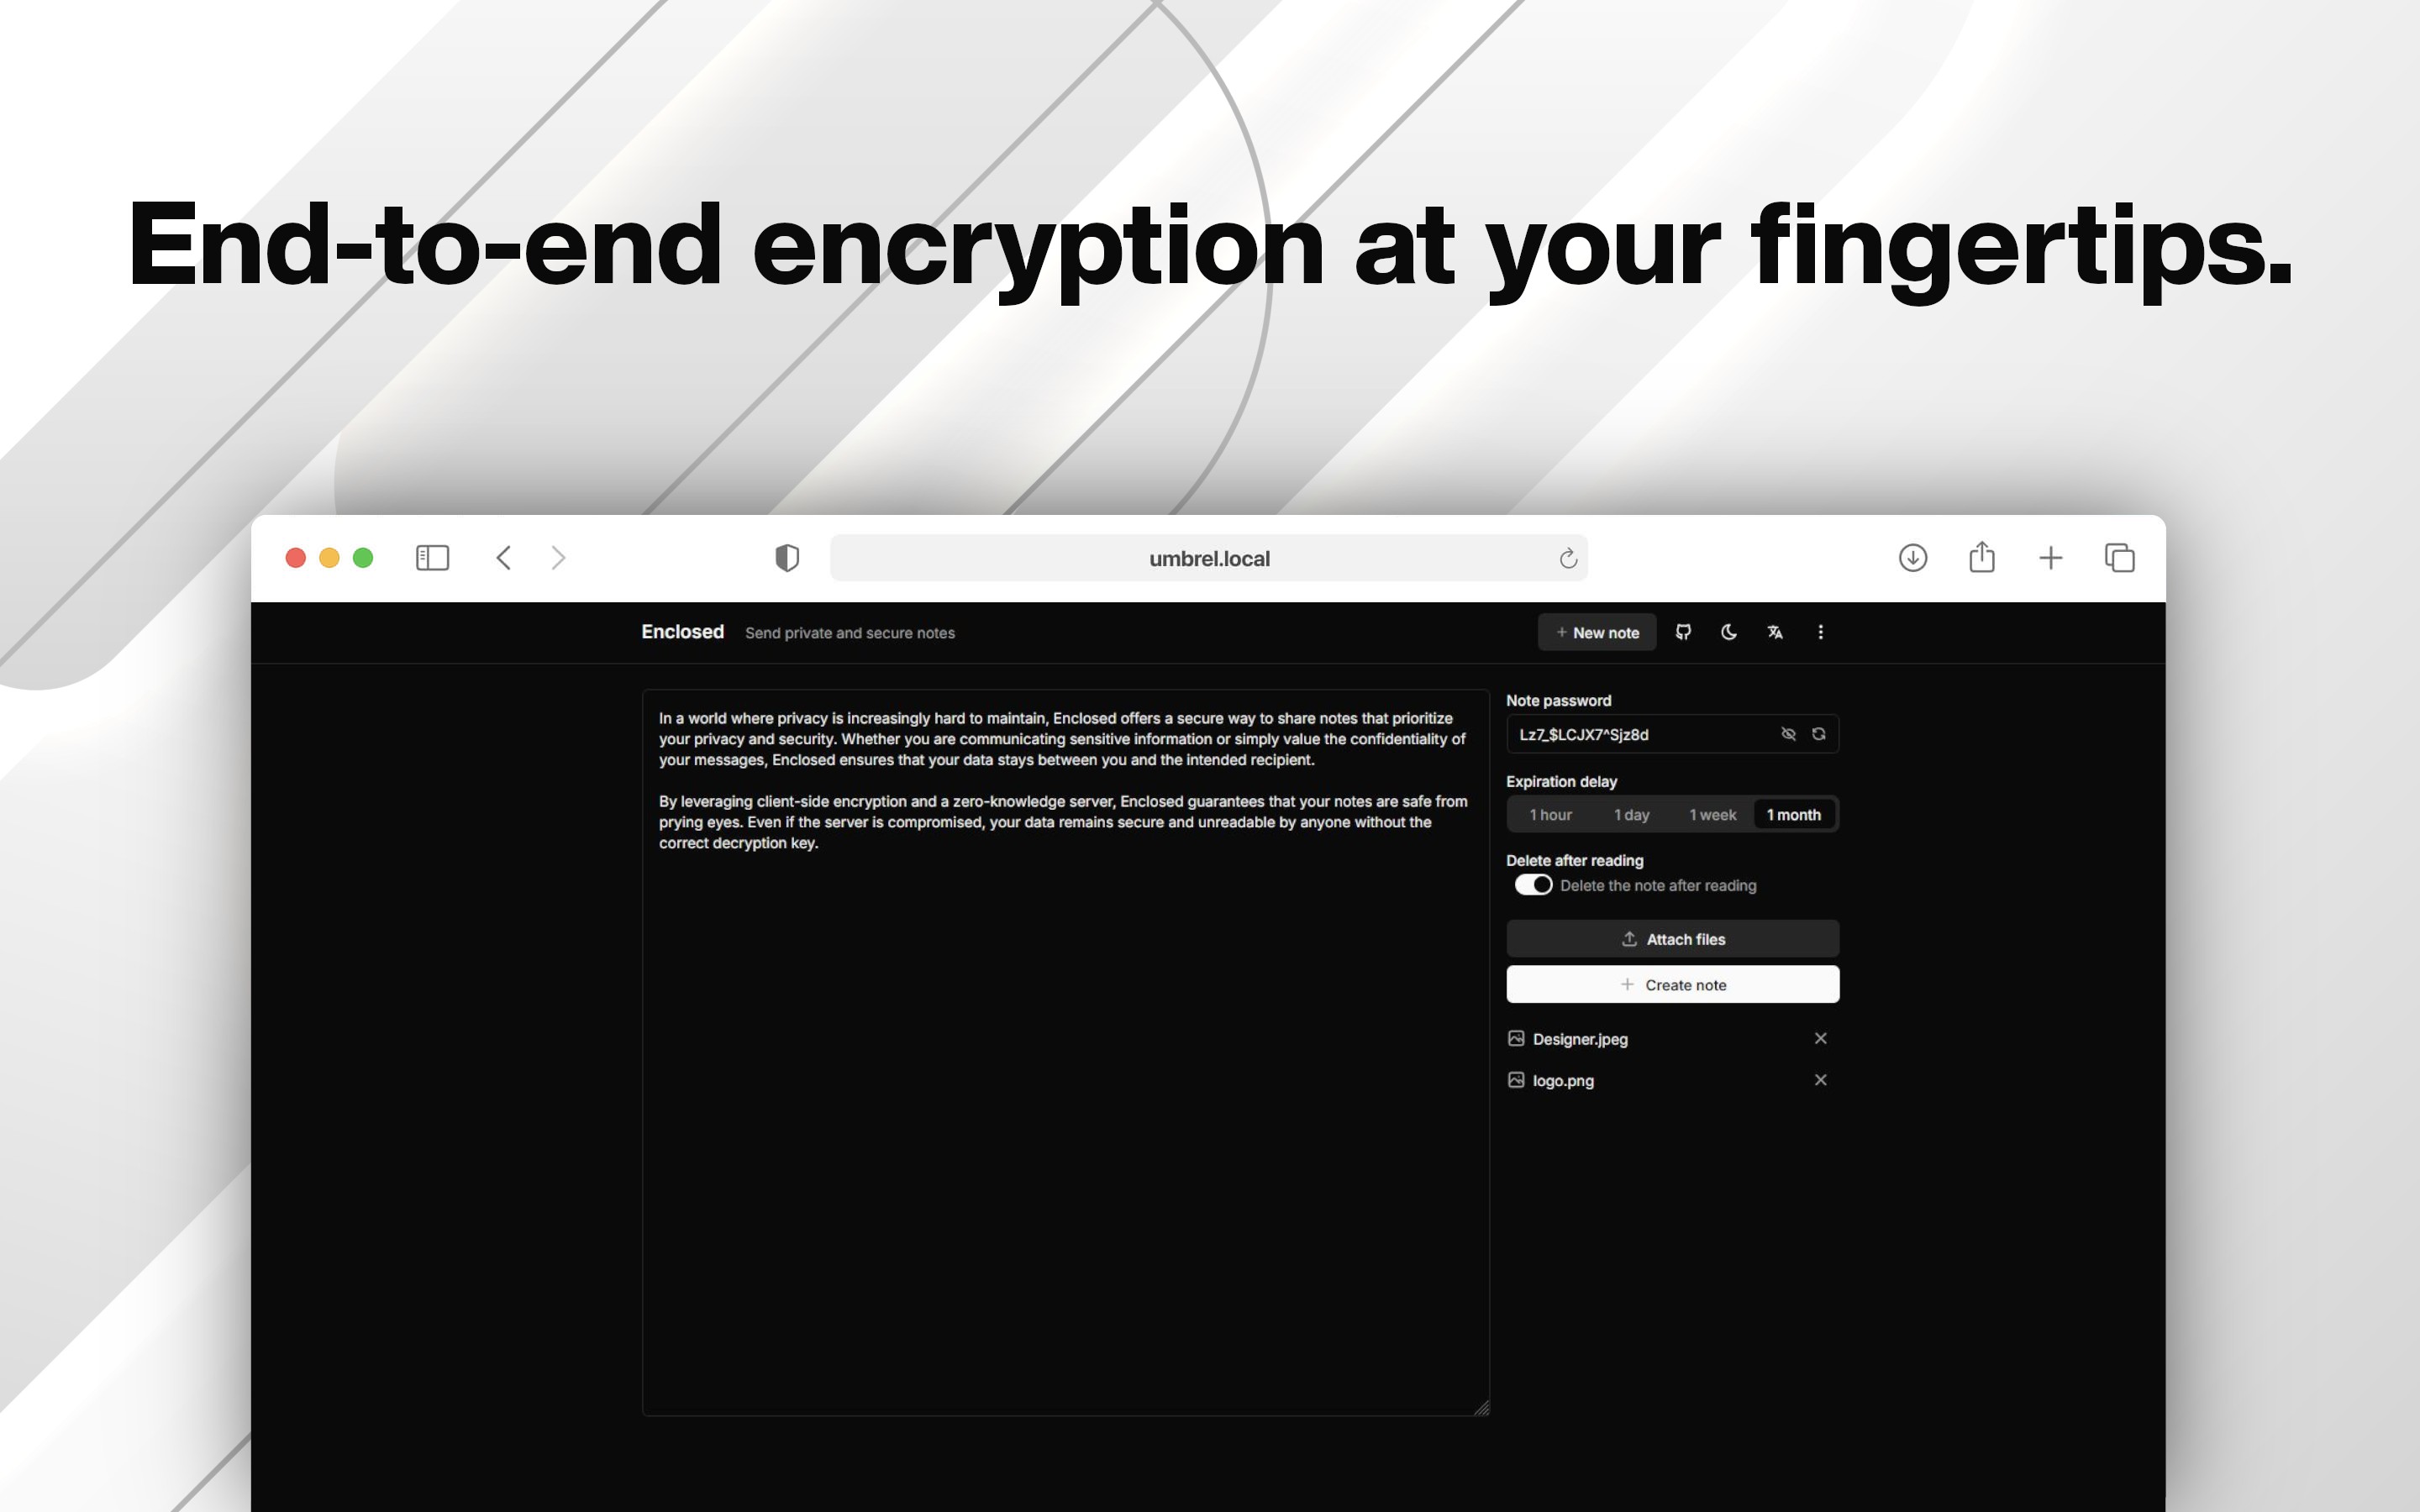 End-to-end encryption at your fingertips.
umbrel.local
Enclosed Send private and secure notes
+ New note
In a world where privacy is increasingly hard to maintain, Enclosed offers a secure way to share notes that prioritize
your privacy and security. Whether you are communicating sensitive information or simply value the confidentiality of
your messages, Enclosed ensures that your data stays between you and the intended recipient.
By leveraging client-side encryption and a zero-knowledge server, Enclosed guarantees that your notes are safe from
prying eyes. Even if the server is compromised, your data remains secure and unreadable by anyone without the
correct decryption key.
Note password
Lz7_$LCJX7^Sjz8d
Expiration delay
1 hour 1 day 1 week 1 month
Delete after reading
Delete the note after reading
Attach files
+ Create note
Designer.jpeg
logo.png